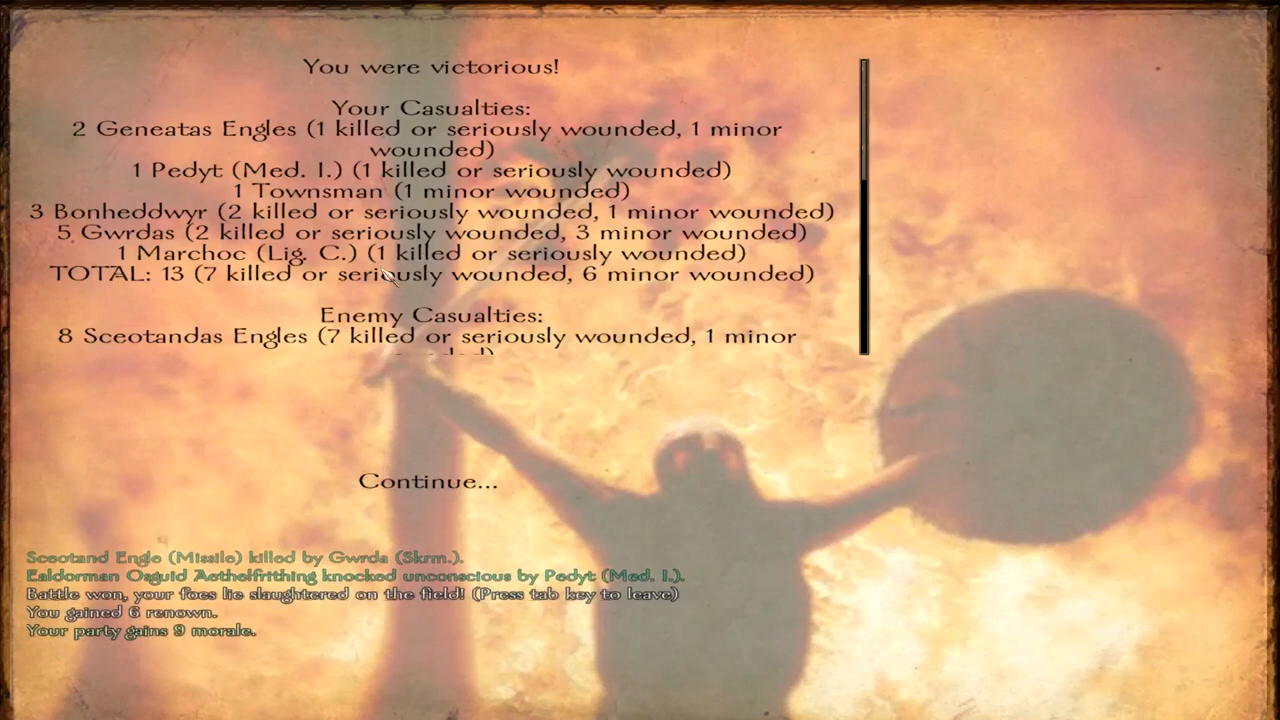 You were victorious!
Your Casualties:
2 Geneatas Engles (1 killed or seriously wounded, 1 minor
wounded)
1 Pedyt (Med. I.) (1 killed or seriously wounded)
1 Townsman (1 minor wounded)
3 Bonheddwyr (2 killed or seriously wounded, 1 minor wounded)
5 Gwrdas (2 killed or seriously wounded, 3 minor wounded)
1 Marchoc (Lig. C.) (1 killed or seriously wounded)
TOTAL: 13 (7 killed or seriously wounded, 6 minor wounded)
Enemy Casualties:
8 Sceotandas Engles (7 killed or seriously wounded, 1 minor
Continue...
Sceotand Engle (Missile) killed by Gwrda (Skrm.).
Ealdorman Osguid Aethelfrithing knocked unconscious by Pedyt (Med. I.).
Battle won, your foes lie slaughtered on the field! (Press tab key to leave)
You gained 6 renown.
Your party gains 9 morale.